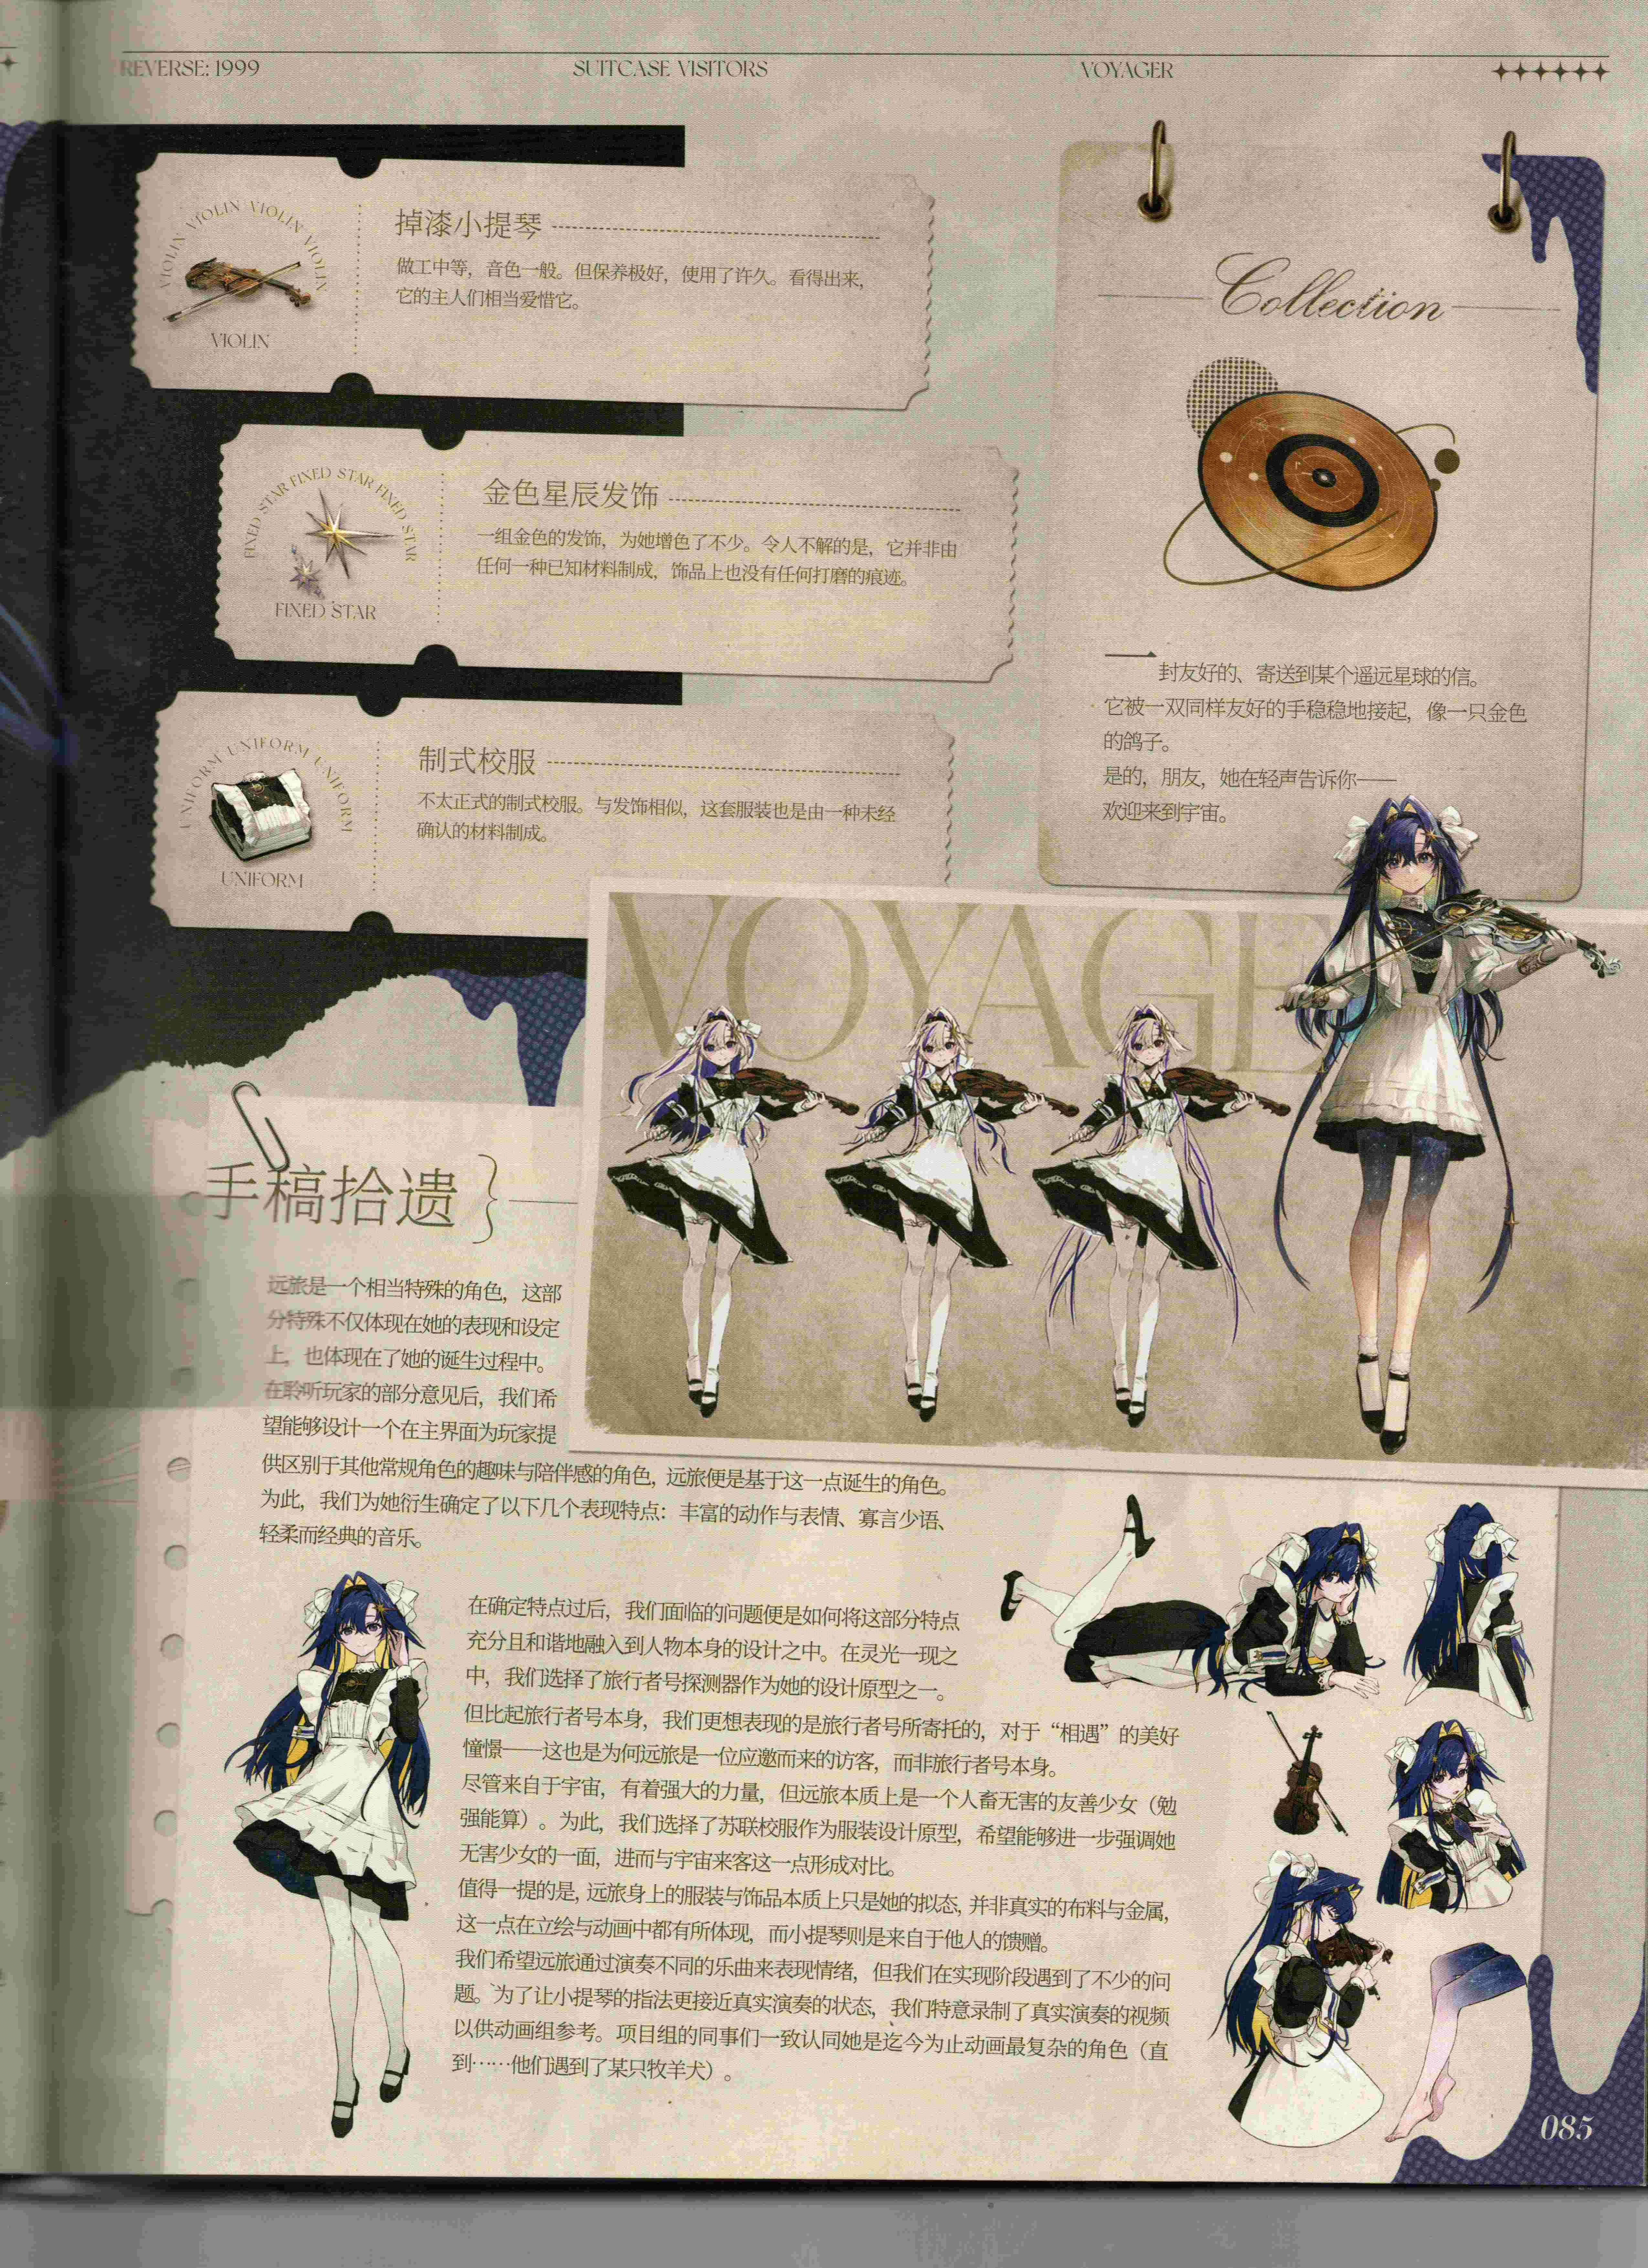 REVERSE: 1999
SUITCASE VISITORS
VOYAGER
VIOLIN VIOLIN VIOLIN VIOLIN
VIOLIN
掉漆小提琴
做工中等，音色一般。但保养极好，使用了许久。看得出来，
它的主人们相当爱惜它。
FIXED STAR FIXED STAR FIXED STAR
FIXED STAR
金色星辰发饰
一组金色的发饰，为她增色了不少。令人不解的是，它并非由
任何一种已知材料制成，饰品上也没有任何打磨的痕迹。
UNIFORM UNIFORM UNIFORM UNIFORM
UNIFORM
制式校服
不太正式的制式校服。与发饰相似，这套服装也是由一种未经
确认的材料制成。
Collection
一封友好的、寄送到某个遥远星球的信。
它被一双同样友好的手稳稳地接起，像一只金色
的鸽子。
是的，朋友，她在轻声告诉你——
欢迎来到宇宙。
VOYAGE
手稿拾遗
远旅是一个相当特殊的角色，这部
分特殊不仅体现在她的表现和设定
上，也体现在了她的诞生过程中。
在聆听玩家的部分意见后，我们希
望能够设计一个在主界面为玩家提
供区别于其他常规角色的趣味与陪伴感的角色，远旅便是基于这一点诞生的角色。
为此，我们为她衍生确定了以下几个表现特点：丰富的动作与表情、寡言少语、
轻柔而经典的音乐。
在确定特点过后，我们面临的问题便是如何将这部分特点
充分且和谐地融入到人物本身的设计之中。在灵光一现之
中，我们选择了旅行者号探测器作为她的设计原型之一。
但比起旅行者号本身，我们更想表现的是旅行者号所寄托的，对于“相遇”的美好
憧憬——这也是为何远旅是一位应邀而来的访客，而非旅行者号本身。
尽管来自于宇宙，有着强大的力量，但远旅本质上是一个人畜无害的友善少女（勉
强能算）。为此，我们选择了苏联校服作为服装设计原型，希望能够进一步强调她
无害少女的一面，进而与宇宙来客这一点形成对比。
值得一提的是，远旅身上的服装与饰品本质上只是她的拟态，并非真实的布料与金属，
这一点在立绘与动画中都有所体现，而小提琴则是来自于他人的馈赠。
我们希望远旅通过演奏不同的乐曲来表现情绪，但我们在实现阶段遇到了不少的问
题。为了让小提琴的指法更接近真实演奏的状态，我们特意录制了真实演奏的视频
以供动画组参考。项目组的同事们一致认同她是迄今为止动画最复杂的角色（直
到……他们遇到了某只牧羊犬）。
085